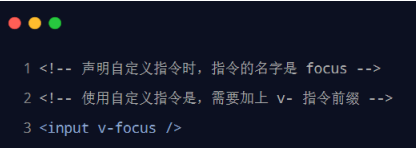 1 <!-- 声明自定义指令时，指令的名字是 focus -->
2 <!-- 使用自定义指令是，需要加上 v- 指令前缀 -->
3 <input v-focus />